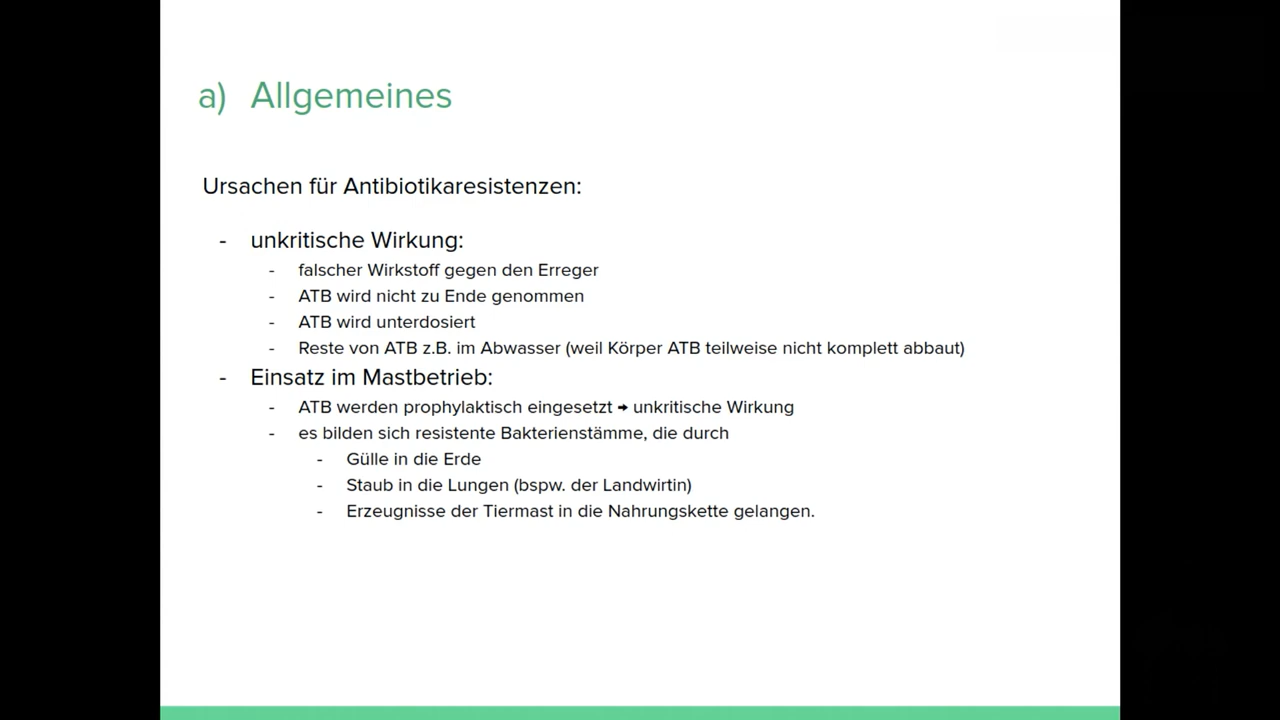 a) Allgemeines
Ursachen für Antibiotikaresistenzen:
- unkritische Wirkung:
- falscher Wirkstoff gegen den Erreger
- ATB wird nicht zu Ende genommen
- ATB wird unterdosiert
- Reste von ATB z.B. im Abwasser (weil Körper ATB teilweise nicht komplett abbaut)
- Einsatz im Mastbetrieb:
- ATB werden prophylaktisch eingesetzt → unkritische Wirkung
- es bilden sich resistente Bakterienstämme, die durch
- Gülle in die Erde
- Staub in die Lungen (bspw. der Landwirtin)
- Erzeugnisse der Tiermast in die Nahrungskette gelangen.